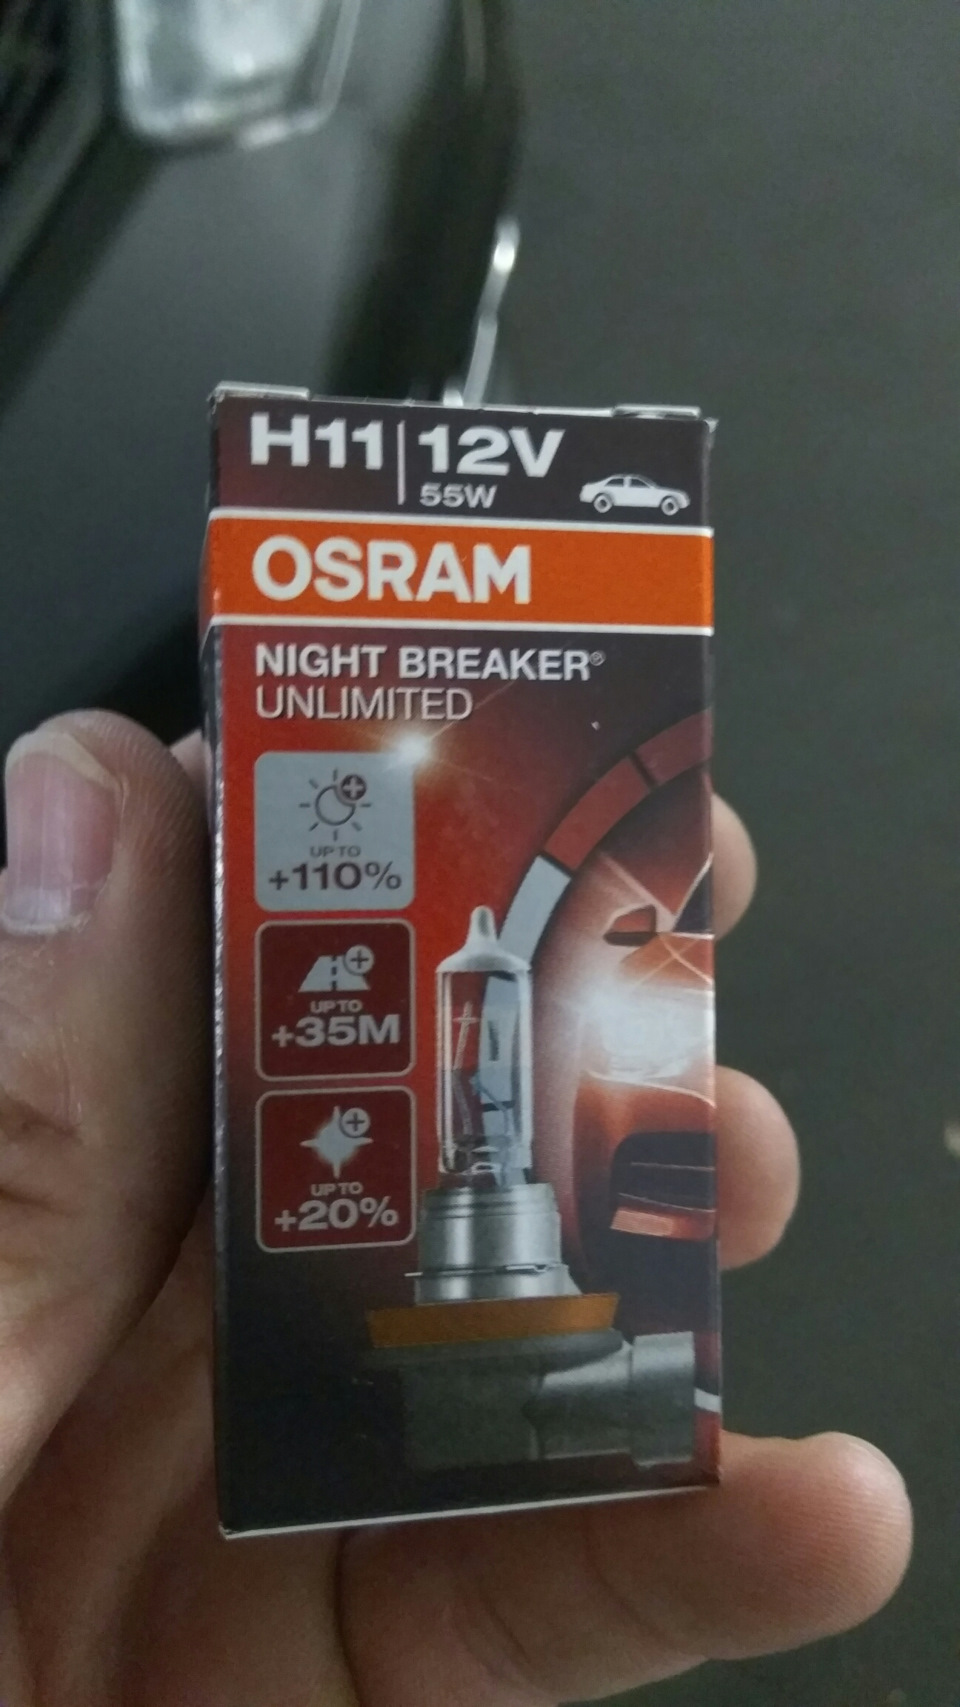 H11 | 12V
55W
OSRAM
NIGHT BREAKER®
UNLIMITED
UP TO
+110%
UP TO
+35M
UP TO
+20%